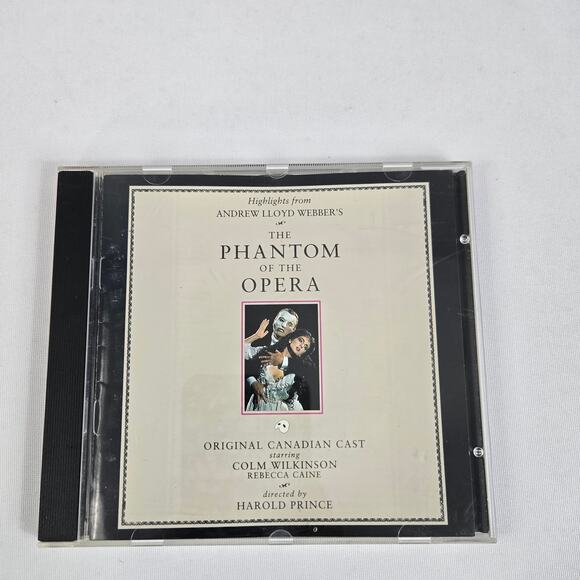 Highlights from
ANDREW LLOYD WEBBER'S
THE
PHANTOM
OF THE
OPERA
ORIGINAL CANADIAN CAST
starring
COLM WILKINSON
REBECCA CAINE
directed by
HAROLD PRINCE